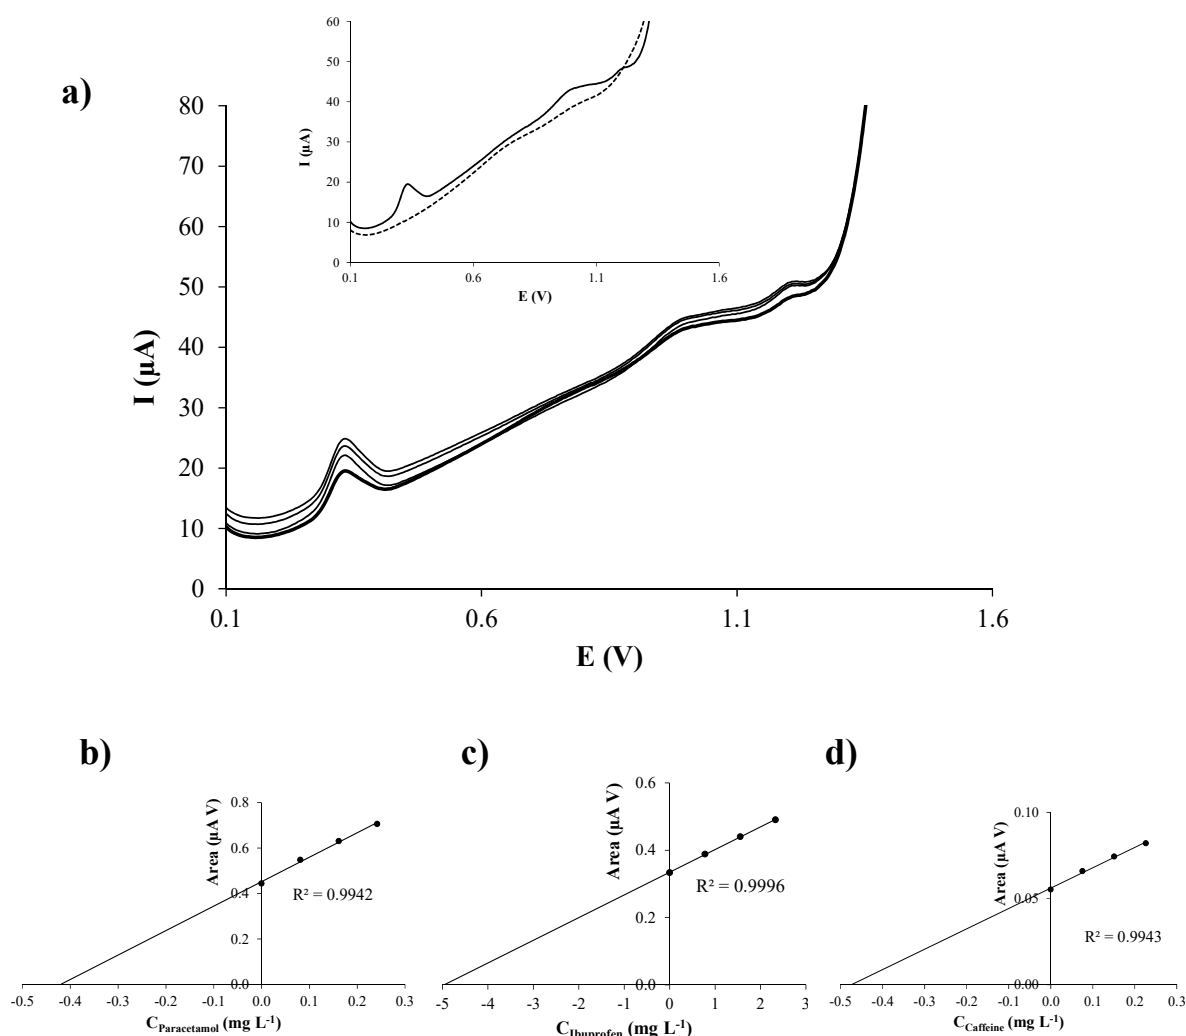 a)
60
50
40
30
20
10
0
I (µA)
0.1 0.6 1.1 1.6
E (V)
80
70
60
50
40
30
20
10
0
I (µA)
0.1 0.6 1.1 1.6
E (V)
b)
0.8
0.6
0.4
0.2
0.0
Area (µA V)
R² = 0.9942
-0.5 -0.4 -0.3 -0.2 -0.1 0.0 0.1 0.2 0.3
CParacetamol (mg L-1)
c)
0.6
0.4
0.2
0.0
Area (µA V)
R² = 0.9996
-5 -4 -3 -2 -1 0 1 2 3
CIbuprofen (mg L-1)
d)
0.10
0.05
0.00
Area (µA V)
R² = 0.9943
-0.5 -0.4 -0.3 -0.2 -0.1 0.0 0.1 0.2 0.3
CCaffeine (mg L-1)